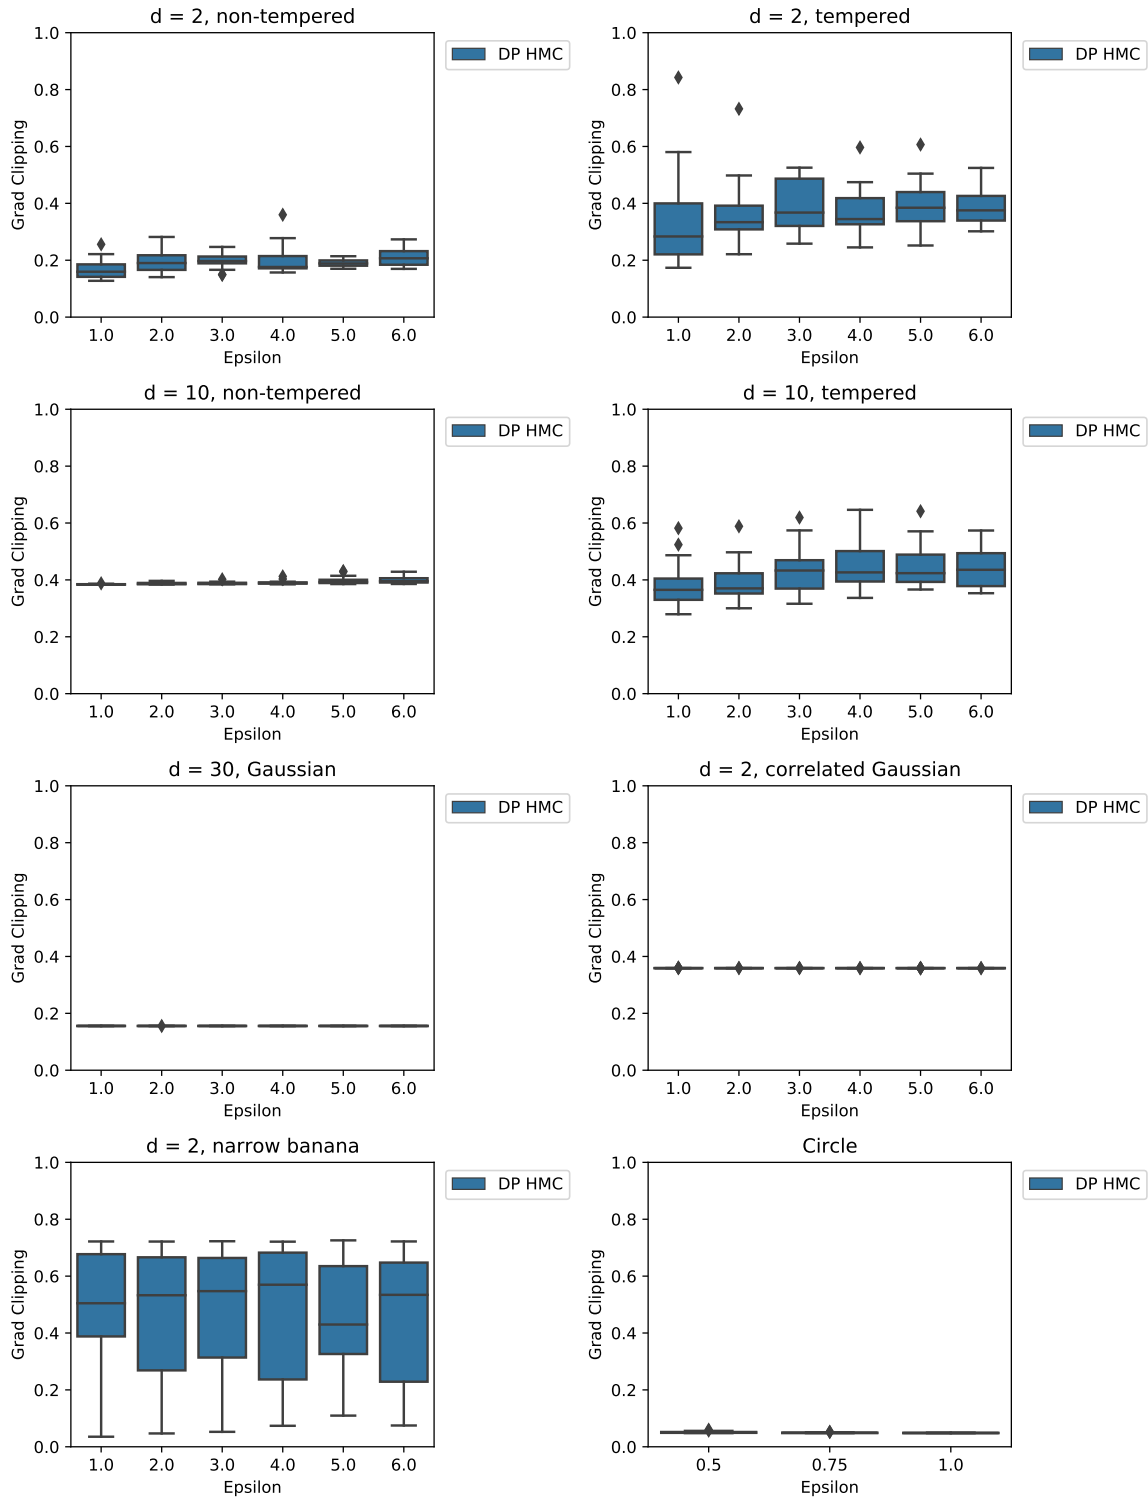 d = 2, non-tempered
1.0
0.8
0.6
0.4
0.2
0.0
Grad Clipping
1.0 2.0 3.0 4.0 5.0 6.0
Epsilon
DP HMC
d = 2, tempered
1.0
0.8
0.6
0.4
0.2
0.0
Grad Clipping
1.0 2.0 3.0 4.0 5.0 6.0
Epsilon
DP HMC
d = 10, non-tempered
1.0
0.8
0.6
0.4
0.2
0.0
Grad Clipping
1.0 2.0 3.0 4.0 5.0 6.0
Epsilon
DP HMC
d = 10, tempered
1.0
0.8
0.6
0.4
0.2
0.0
Grad Clipping
1.0 2.0 3.0 4.0 5.0 6.0
Epsilon
DP HMC
d = 30, Gaussian
1.0
0.8
0.6
0.4
0.2
0.0
Grad Clipping
1.0 2.0 3.0 4.0 5.0 6.0
Epsilon
DP HMC
d = 2, correlated Gaussian
1.0
0.8
0.6
0.4
0.2
0.0
Grad Clipping
1.0 2.0 3.0 4.0 5.0 6.0
Epsilon
DP HMC
d = 2, narrow banana
1.0
0.8
0.6
0.4
0.2
0.0
Grad Clipping
1.0 2.0 3.0 4.0 5.0 6.0
Epsilon
DP HMC
Circle
1.0
0.8
0.6
0.4
0.2
0.0
Grad Clipping
0.5 0.75 1.0
Epsilon
DP HMC